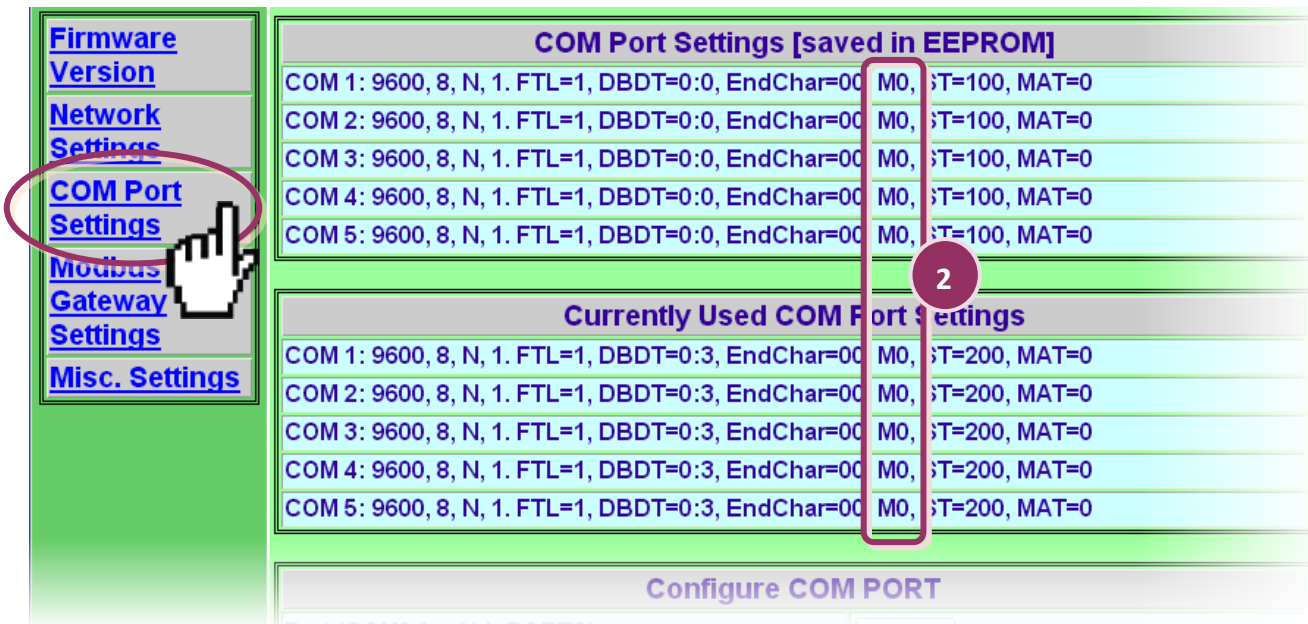 Firmware
Version
Network
Settings
COM Port
Settings
Modbus
Gateway
Settings
Misc. Settings
COM Port Settings [saved in EEPROM]
COM 1: 9600, 8, N, 1. FTL=1, DBDT=0:0, EndChar=00 M0, ST=100, MAT=0
COM 2: 9600, 8, N, 1. FTL=1, DBDT=0:0, EndChar=00 M0, ST=100, MAT=0
COM 3: 9600, 8, N, 1. FTL=1, DBDT=0:0, EndChar=00 M0, ST=100, MAT=0
COM 4: 9600, 8, N, 1. FTL=1, DBDT=0:0, EndChar=00 M0, ST=100, MAT=0
COM 5: 9600, 8, N, 1. FTL=1, DBDT=0:0, EndChar=00 M0, ST=100, MAT=0
2
Currently Used COM Port Settings
COM 1: 9600, 8, N, 1. FTL=1, DBDT=0:3, EndChar=00 M0, ST=200, MAT=0
COM 2: 9600, 8, N, 1. FTL=1, DBDT=0:3, EndChar=00 M0, ST=200, MAT=0
COM 3: 9600, 8, N, 1. FTL=1, DBDT=0:3, EndChar=00 M0, ST=200, MAT=0
COM 4: 9600, 8, N, 1. FTL=1, DBDT=0:3, EndChar=00 M0, ST=200, MAT=0
COM 5: 9600, 8, N, 1. FTL=1, DBDT=0:3, EndChar=00 M0, ST=200, MAT=0
Configure COM PORT